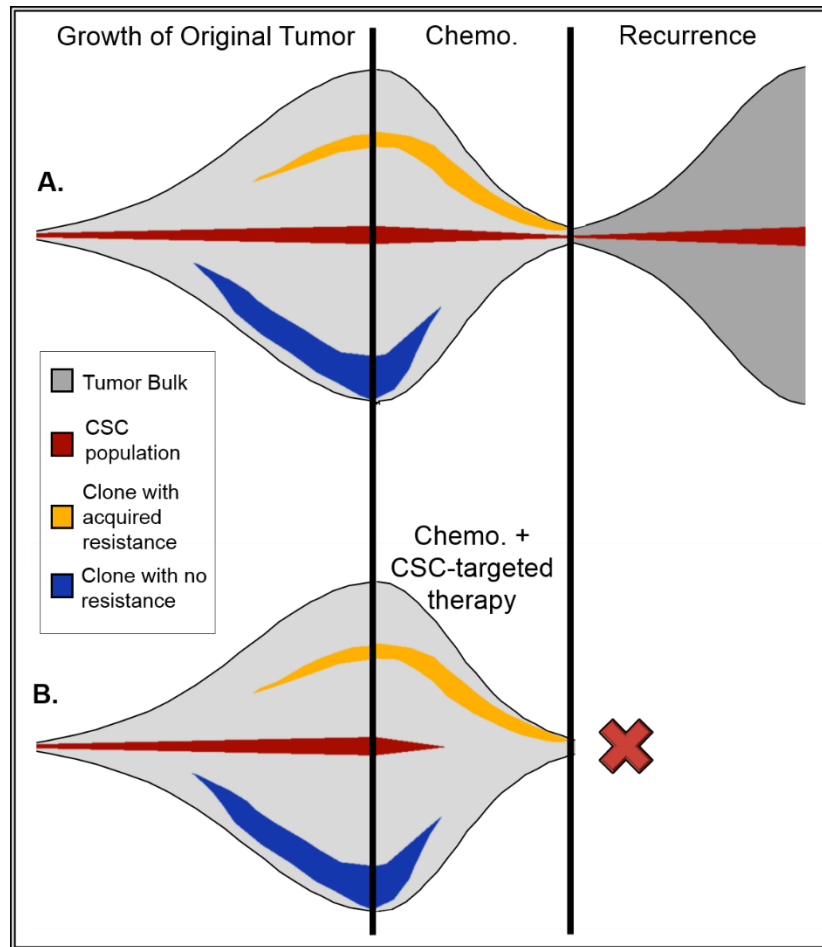 Growth of Original Tumor
Chemo.
Recurrence
A.
Tumor Bulk
CSC
population
Clone with
acquired
resistance
Clone with no
resistance
Chemo. +
CSC-targeted
therapy
B.